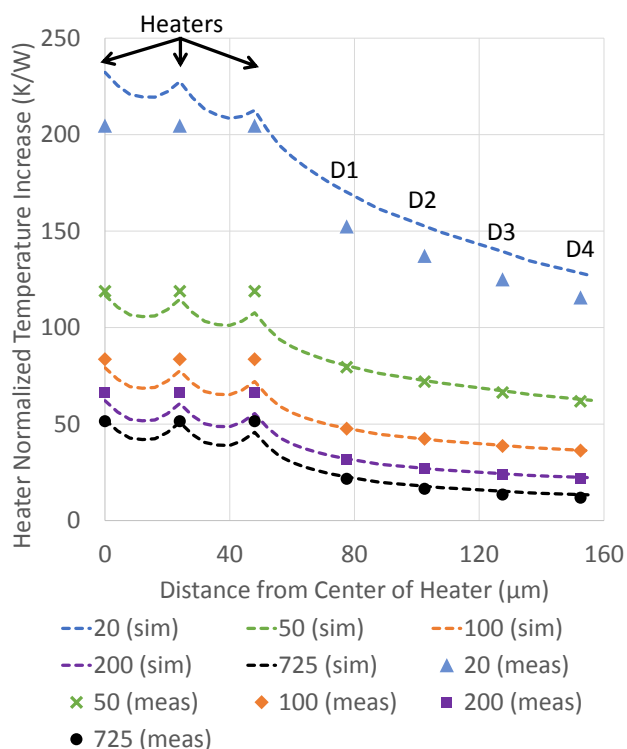 Heaters
250
200
150
100
50
0
D1
D2
D3
D4
0 40 80 120 160
Heater Normalized Temperature Increase (K/W)
Distance from Center of Heater (µm)
20 (sim) 50 (sim) 100 (sim)
200 (sim) 725 (sim) 20 (meas)
50 (meas) 100 (meas) 200 (meas)
725 (meas)